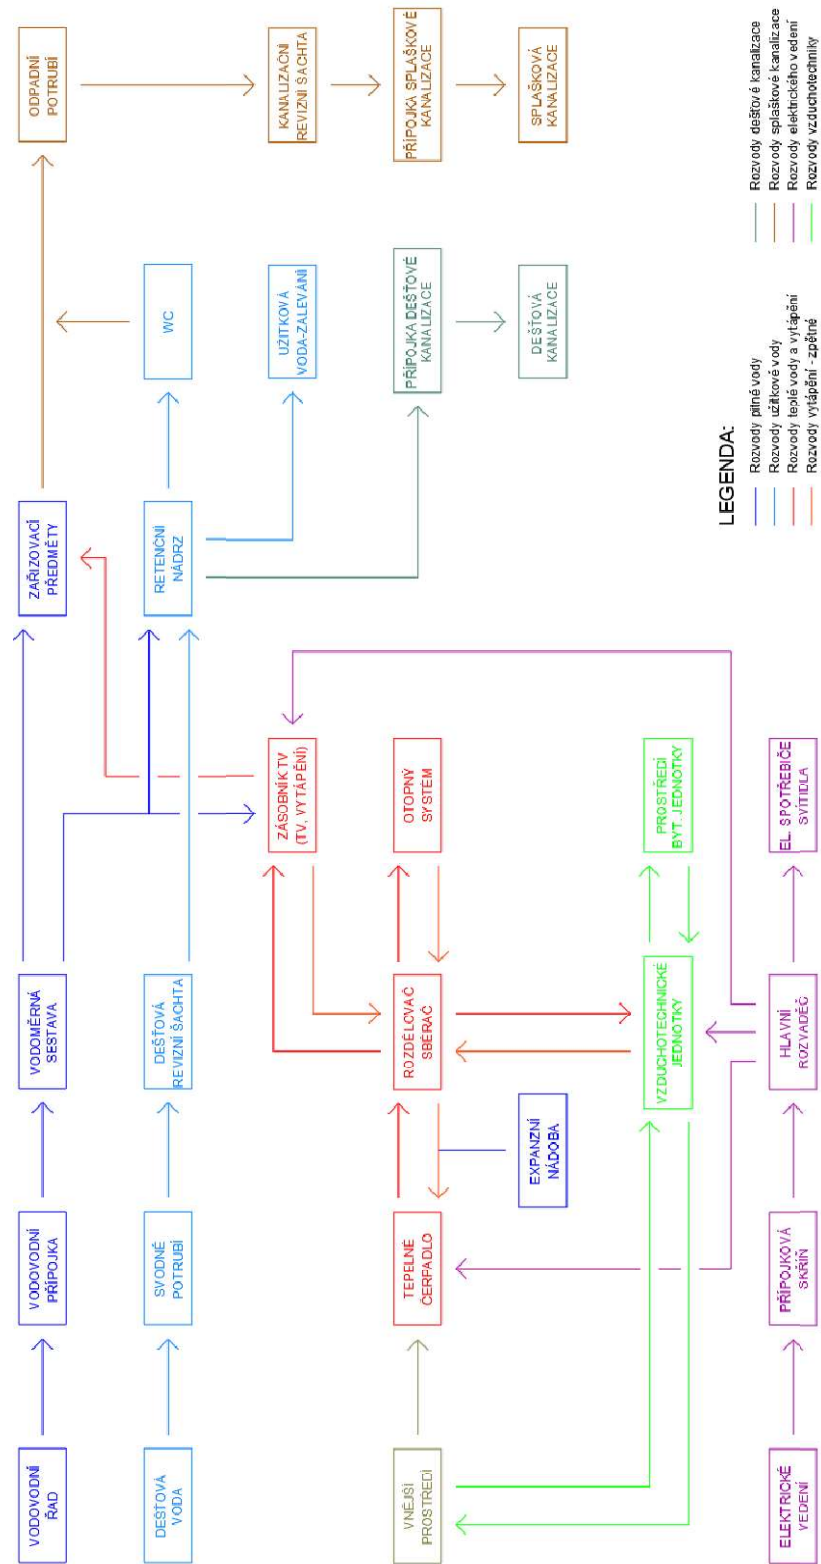 VODOVODNÍ
ŘAD
VODOVODNÍ
PŘÍPOJKA
VODOMĚRNÁ
SESTAVA
ZAŘIZOVACÍ
PŘEDMĚTY
ODPADNÍ
POTRUBÍ
DEŠŤOVÁ
VODA
SVODNÉ
POTRUBÍ
DEŠŤOVÁ
REVIZNÍ ŠACHTA
RETENČNÍ
NÁDRZ
WC
ZÁSOBNÍK TV
(TV, VYTÁPĚNÍ)
UŽITKOVÁ
VODA-ZALÉVÁNÍ
KANALIZAČNÍ
REVIZNÍ ŠACHTA
VNĚJŠÍ
PROSTŘEDÍ
TEPELNÉ
ČERPADLO
ROZDĚLOVAČ
SBĚRAČ
OTOPNÝ
SYSTÉM
PŘÍPOJKA DEŠŤOVÉ
KANALIZACE
PŘÍPOJKA SPLAŠKOVÉ
KANALIZACE
EXPANZNÍ
NÁDOBA
DEŠŤOVÁ
KANALIZACE
SPLAŠKOVÁ
KANALIZACE
VZDUCHOTECHNICKÉ
JEDNOTKY
PROSTŘEDÍ
BYT. JEDNOTKY
ELEKTRICKÉ
VEDENÍ
PŘÍPOJKOVÁ
SKŘÍŇ
HLAVNÍ
ROZVADĚČ
EL. SPOTŘEBIČE
SVÍTIDLA
LEGENDA:
Rozvody pitné vody
Rozvody užitkové vody
Rozvody teplé vody a vytápění
Rozvody vytápění - zpětné
Rozvody dešťové kanalizace
Rozvody splaškové kanalizace
Rozvody elektrického vedení
Rozvody vzduchotechniky